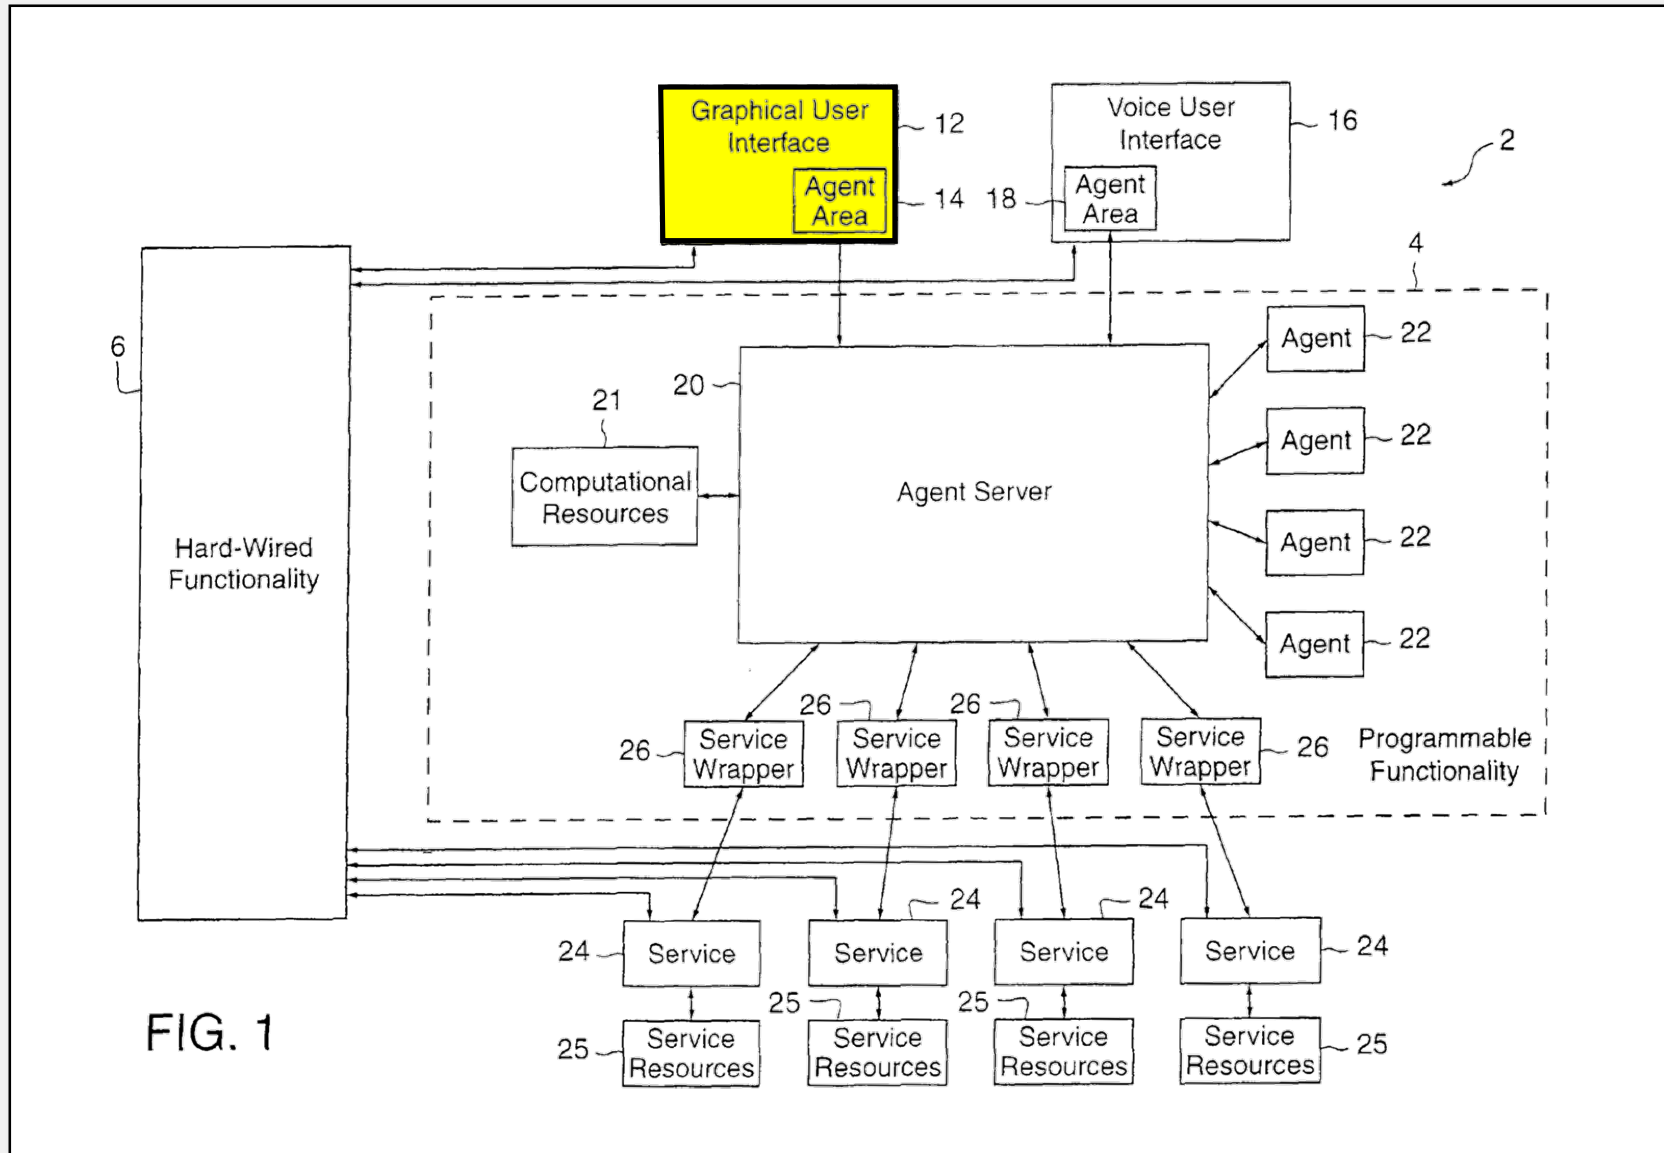 Graphical User
Interface
12
Agent
Area
14
Voice User
Interface
16
18
Agent
Area
2
4
6
Hard-Wired
Functionality
20
21
Computational
Resources
Agent Server
Agent
22
Agent
22
Agent
22
Agent
22
26
Service
Wrapper
26
Service
Wrapper
26
Service
Wrapper
Service
Wrapper
26
Programmable
Functionality
24
Service
24
Service
24
Service
Service
24
25
Service
Resources
25
Service
Resources
25
Service
Resources
Service
Resources
25
FIG. 1